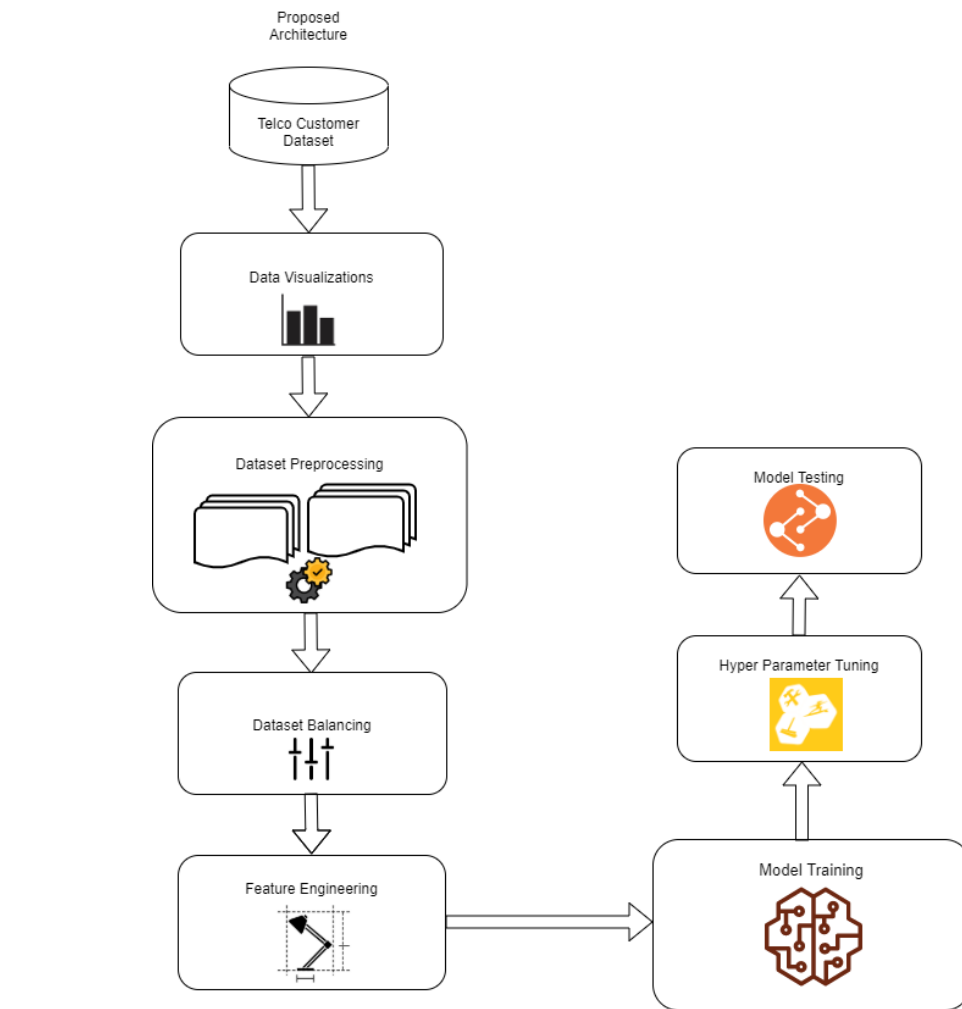 Proposed
Architecture
Telco Customer
Dataset
Data Visualizations
Dataset Preprocessing
Dataset Balancing
Feature Engineering
Model Training
Hyper Parameter Tuning
Model Testing